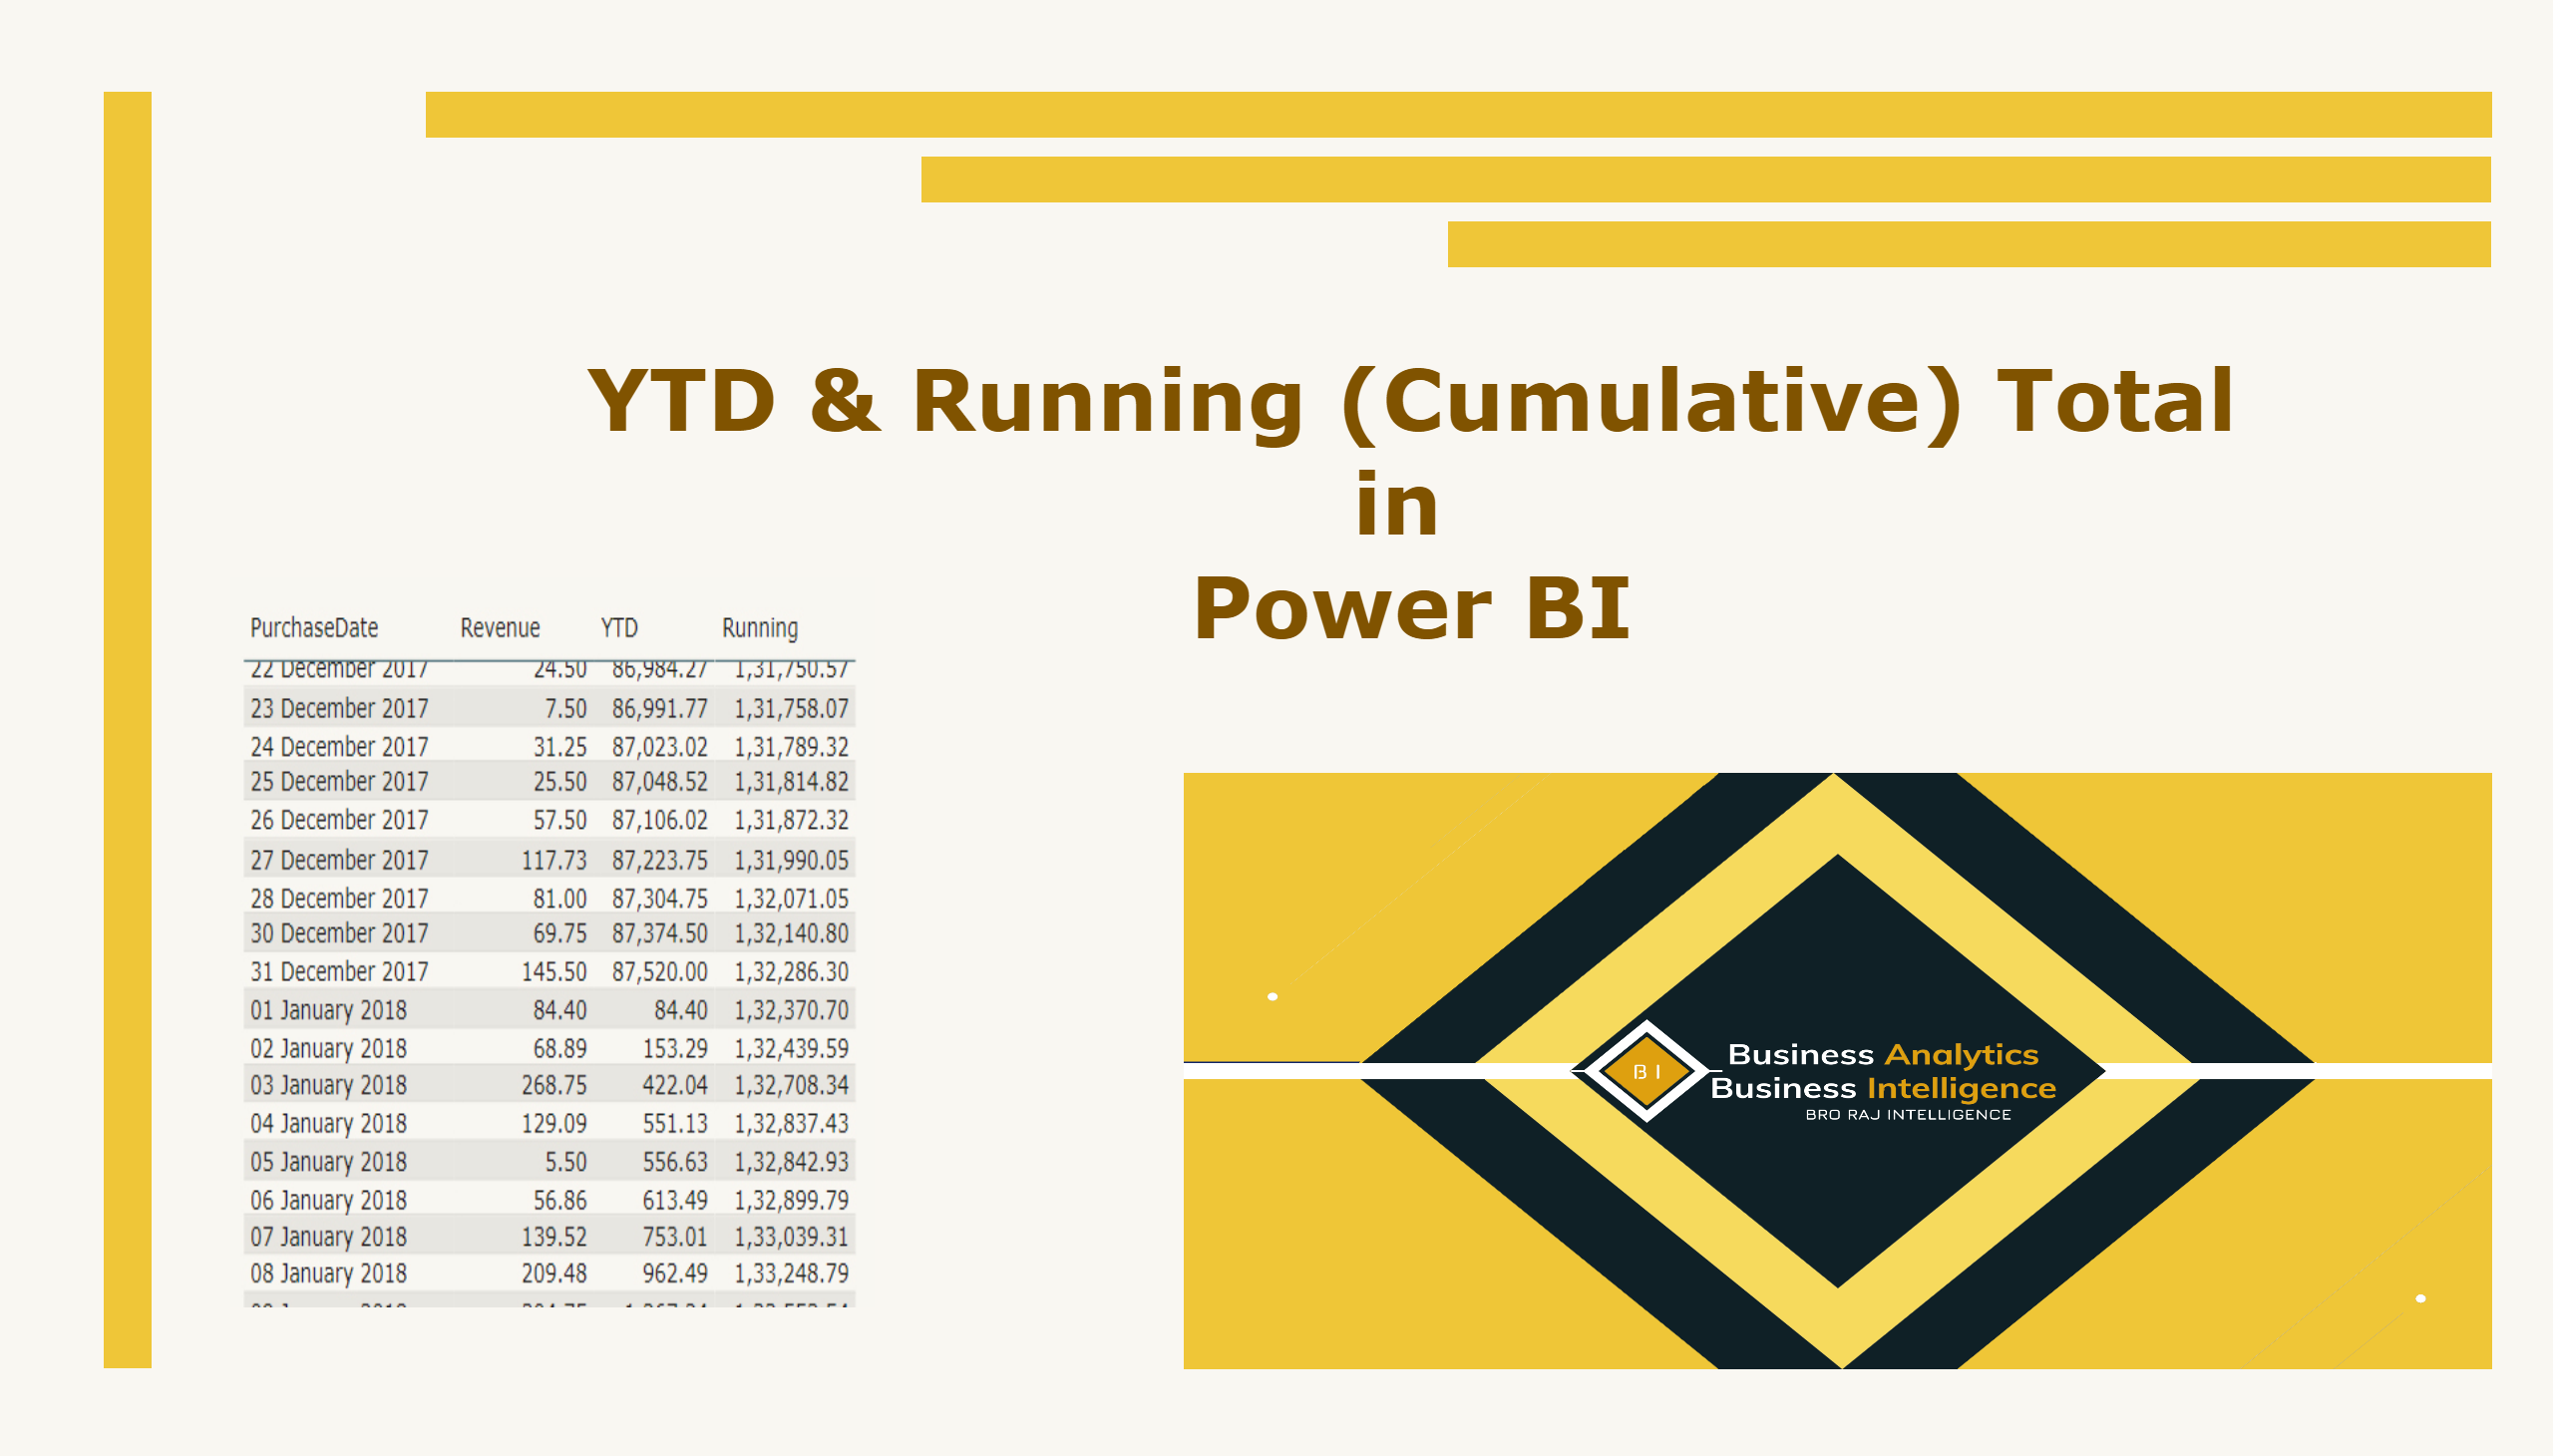 YTD & Running (Cumulative) Total
in
Power BI
PurchaseDate Revenue YTD Running
22 December 2017 24.50 86,984.27 1,31,750.57
23 December 2017 7.50 86,991.77 1,31,758.07
24 December 2017 31.25 87,023.02 1,31,789.32
25 December 2017 25.50 87,048.52 1,31,814.82
26 December 2017 57.50 87,106.02 1,31,872.32
27 December 2017 117.73 87,223.75 1,31,990.05
28 December 2017 81.00 87,304.75 1,32,071.05
30 December 2017 69.75 87,374.50 1,32,140.80
31 December 2017 145.50 87,520.00 1,32,286.30
01 January 2018 84.40 84.40 1,32,370.70
02 January 2018 68.89 153.29 1,32,439.59
03 January 2018 268.75 422.04 1,32,708.34
04 January 2018 129.09 551.13 1,32,837.43
05 January 2018 5.50 556.63 1,32,842.93
06 January 2018 56.86 613.49 1,32,899.79
07 January 2018 139.52 753.01 1,33,039.31
08 January 2018 209.48 962.49 1,33,248.79
BI
Business Analytics
Business Intelligence
BRO RAJ INTELLIGENCE